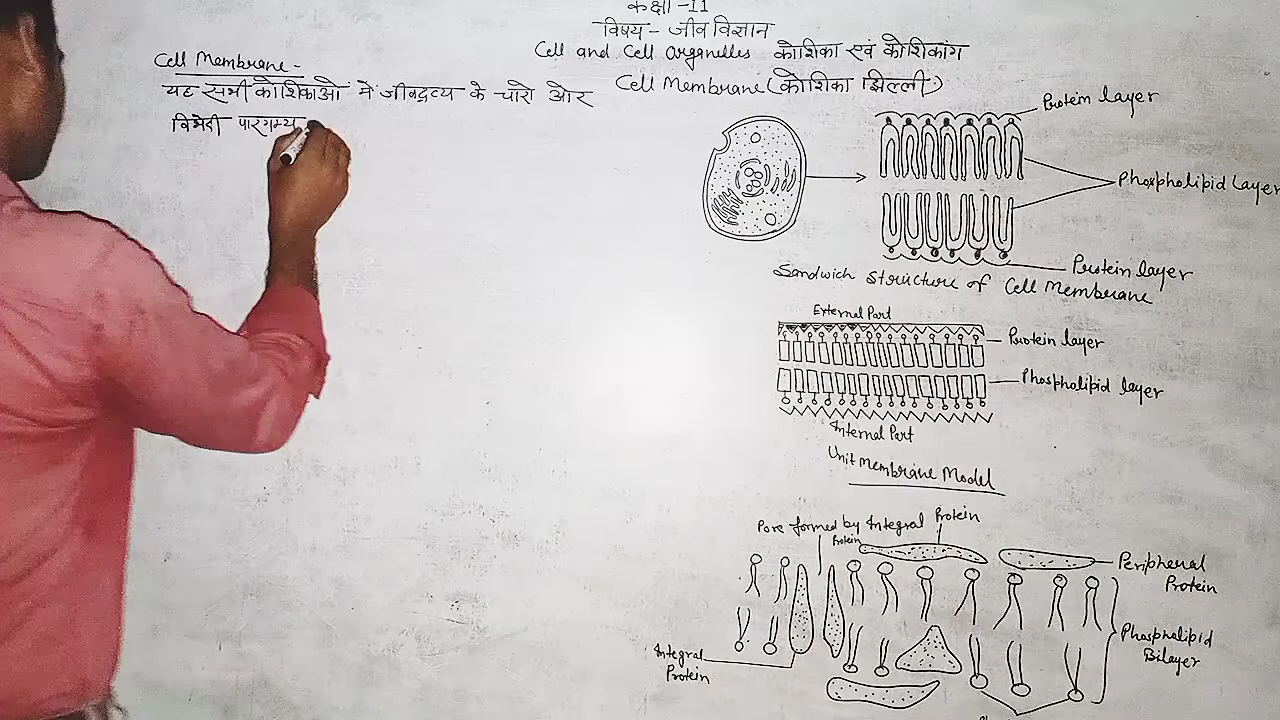 कक्षा -11
विषय - जीव विज्ञान
Cell and Cell Organelles कोशिका एवं कोशिकांग
Cell Membrane (कोशिका झिल्ली)
Cell Membrane -
यह सभी कोशिकाओं में जीवद्रव्य के चारो ओर
विभेदी पारगम्य
Protein layer
Phospholipid Layer
Protein layer
Sandwich Structure of Cell Membrane
External Part
Protein layer
Phospholipid layer
Internal Part
Unit Membrane Model
Pore formed by Integral Protein
Protein
Peripheral
Protein
Phospholipid
Bilayer
Integral
Protein